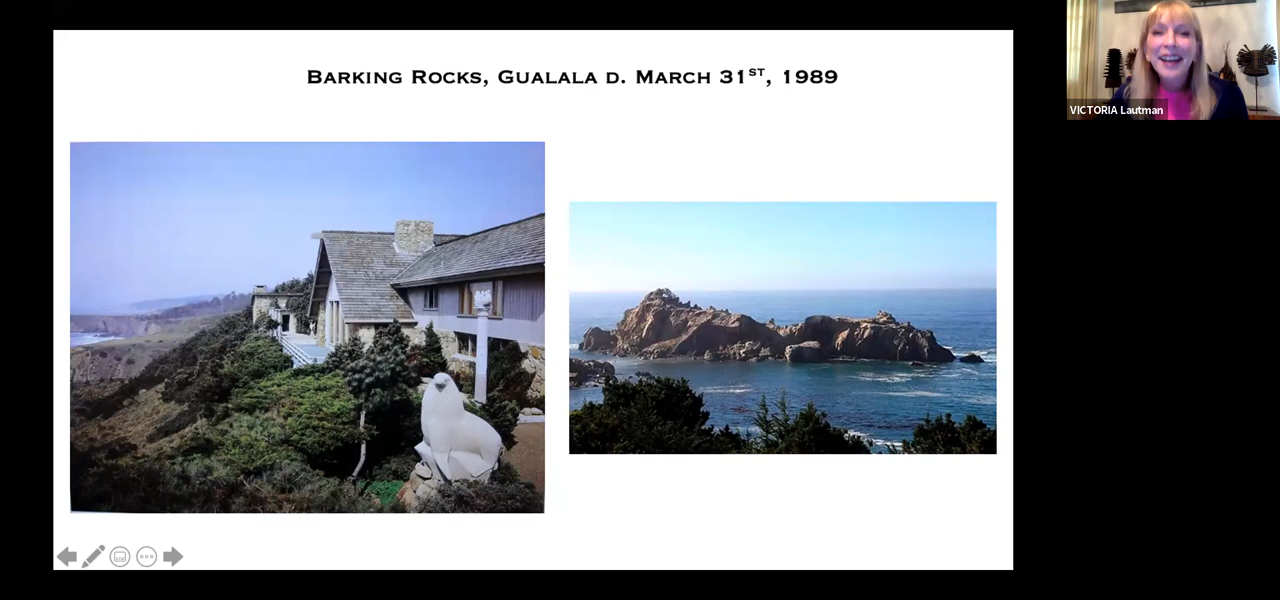 BARKING ROCKS, GUALALA D. MARCH 31ST, 1989
VICTORIA Lautman